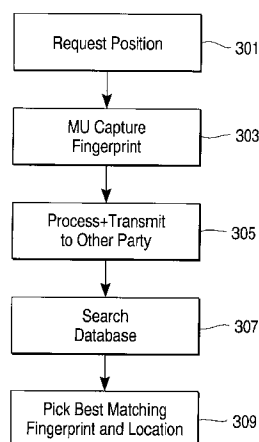 Request Position
301
MU Capture
Fingerprint
303
Process+Transmit
to Other Party
305
Search
Database
307
Pick Best Matching
Fingerprint and Location
309